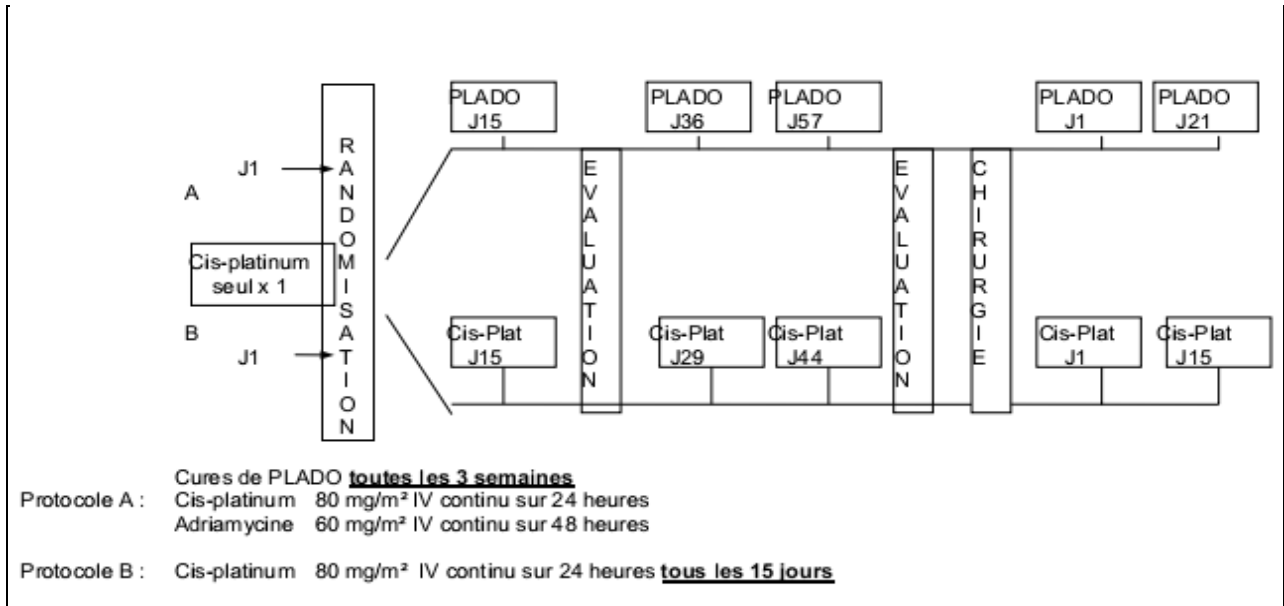 PLADO J15
PLADO J36
PLADO J57
PLADO J1
PLADO J21
J1
A
Cis-platinum
seul x 1
B
J1
RANDOMISATION
EVALUATION
EVALUATION
CHIRURGIE
Cis-Plat J15
Cis-Plat J29
Cis-Plat J44
Cis-Plat J1
Cis-Plat J15
Cures de PLADO toutes les 3 semaines
Protocole A : Cis-platinum 80 mg/m² IV continu sur 24 heures
Adriamycine 60 mg/m² IV continu sur 48 heures
Protocole B : Cis-platinum 80 mg/m² IV continu sur 24 heures tous les 15 jours